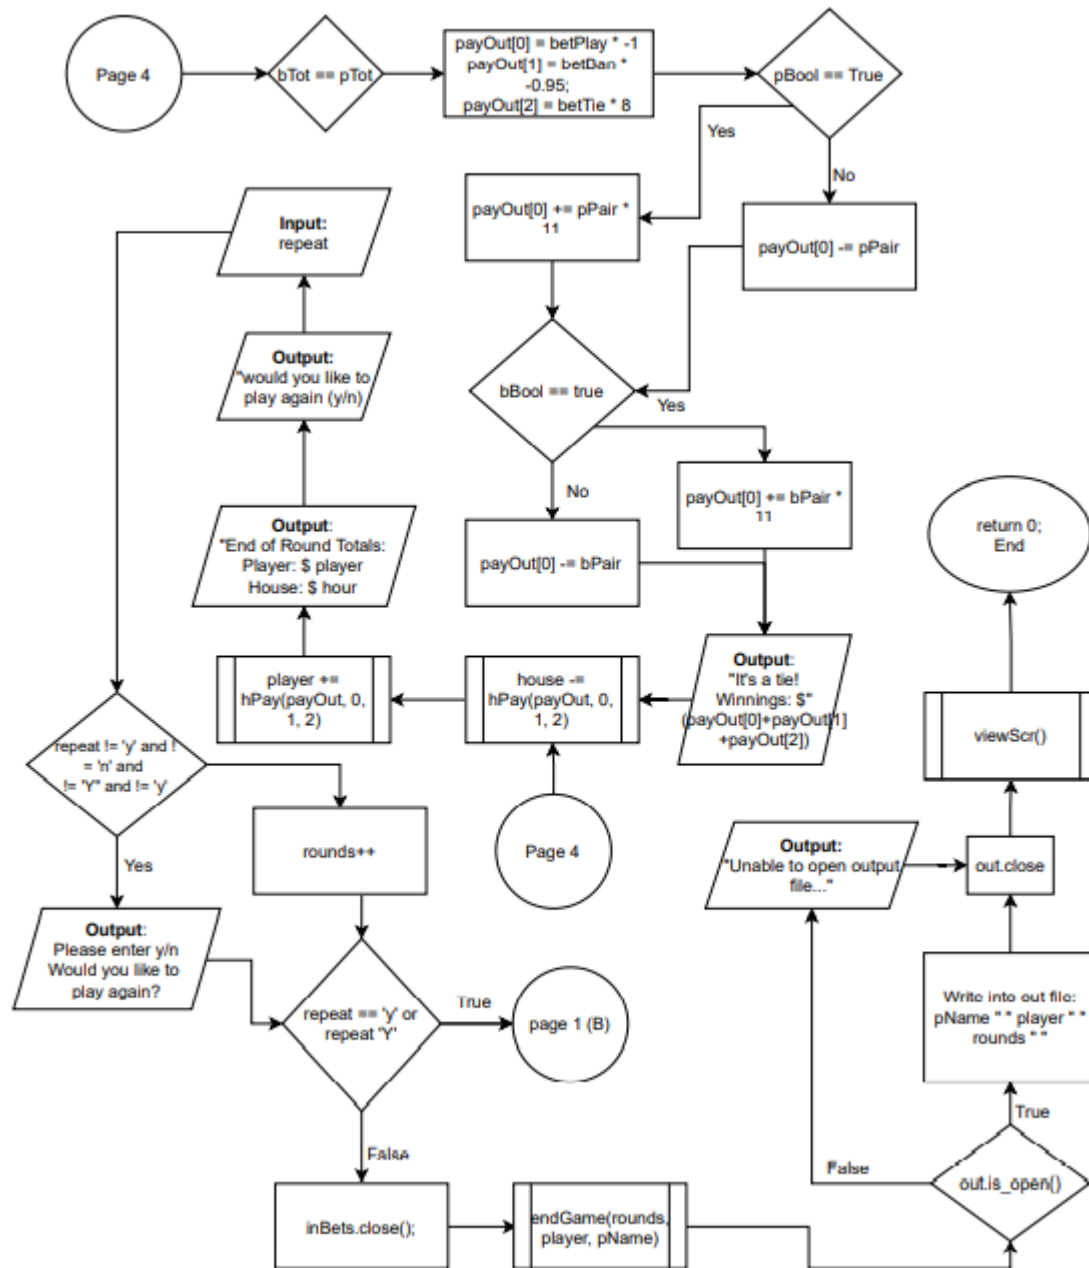 Page 4
bTot == pTot
payOut[0] = betPlay * -1
payOut[1] = betBan *
-0.95;
payOut[2] = betTie * 8
pBool == True
Yes
No
payOut[0] += pPair *
11
payOut[0] -= pPair
Input:
repeat
Output:
"would you like to
play again (y/n)
bBool == true
Yes
No
payOut[0] += bPair *
11
payOut[0] -= bPair
return 0;
End
Output:
"End of Round Totals:
Player: $ player
House: $ hour
player +=
hPay(payOut, 0,
1, 2)
house -=
hPay(payOut, 0,
1, 2)
Output:
"It's a tie!
Winnings: $"
(payOut[0]+payOut[1]
+payOut[2])
viewScr()
repeat != 'y' and !
= 'n' and
!= 'Y" and != 'y'
Yes
rounds++
Page 4
Output:
"Unable to open output
file..."
out.close
Output:
Please enter y/n
Would you like to
play again?
repeat == 'y' or
repeat 'Y'
True
page 1 (B)
Write into out file:
pName " " player " "
rounds " "
True
False
False
out.is_open()
inBets.close();
endGame(rounds,
player, pName)